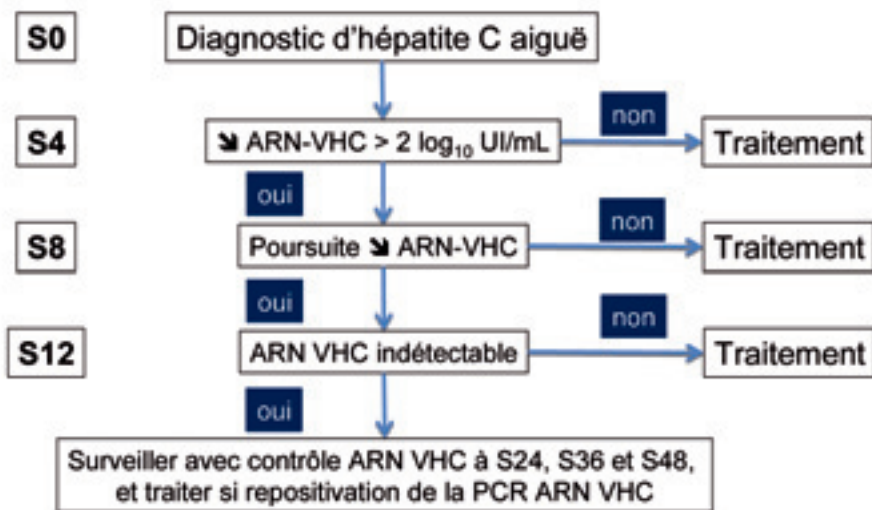 S0
Diagnostic d'hépatite C aiguë
S4
↘ ARN-VHC > 2 log₁₀ UI/mL
non
Traitement
oui
S8
Poursuite ↘ ARN-VHC
non
Traitement
oui
S12
ARN VHC indétectable
non
Traitement
oui
Surveiller avec contrôle ARN VHC à S24, S36 et S48,
et traiter si repositivation de la PCR ARN VHC